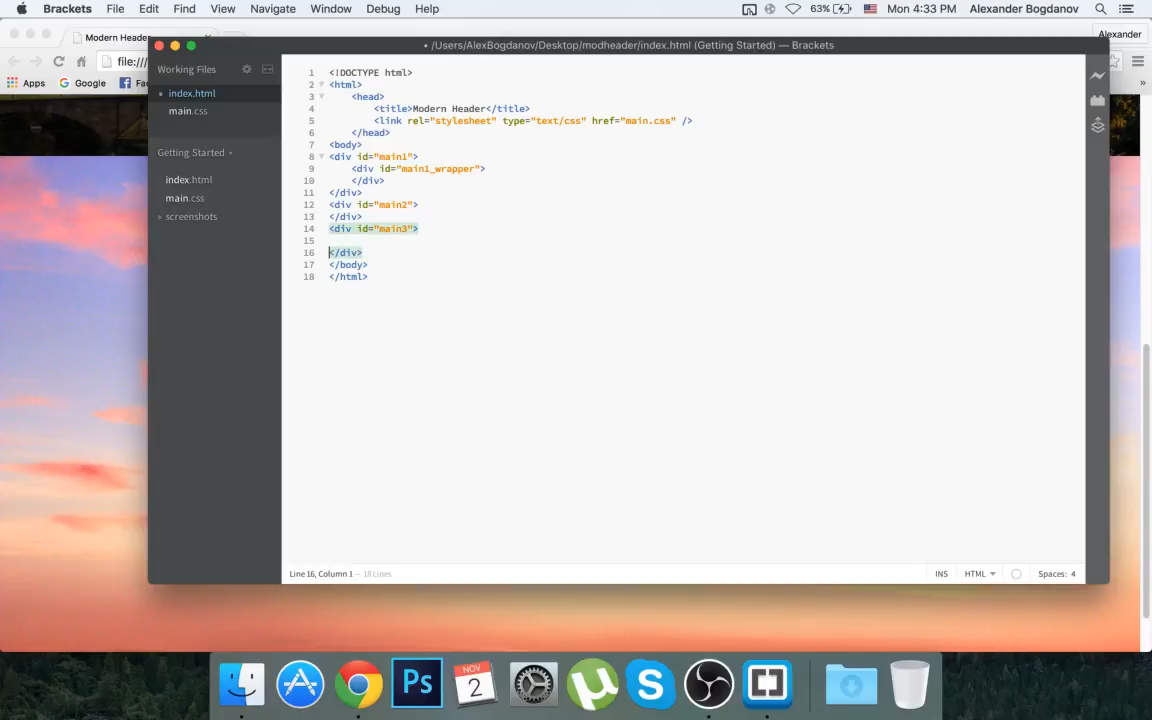 Brackets File Edit Find View Navigate Window Debug Help 63% Mon 4:33 PM Alexander Bogdanov
Modern Header
Alexander
file:///
Apps Google Fa
»
• /Users/AlexBogdanov/Desktop/modheader/index.html (Getting Started) — Brackets
Working Files
index.html
main.css
Getting Started
index.html
main.css
screenshots
1 <!DOCTYPE html>
2 <html>
3 <head>
4 <title>Modern Header</title>
5 <link rel="stylesheet" type="text/css" href="main.css" />
6 </head>
7 <body>
8 <div id="main1">
9 <div id="main1_wrapper">
10 </div>
11 </div>
12 <div id="main2">
13 </div>
14 <div id="main3">
15
16 </div>
17 </body>
18 </html>
Line 16, Column 1 — 18 Lines
INS HTML Spaces: 4
NOV
2
Ps
µ
S